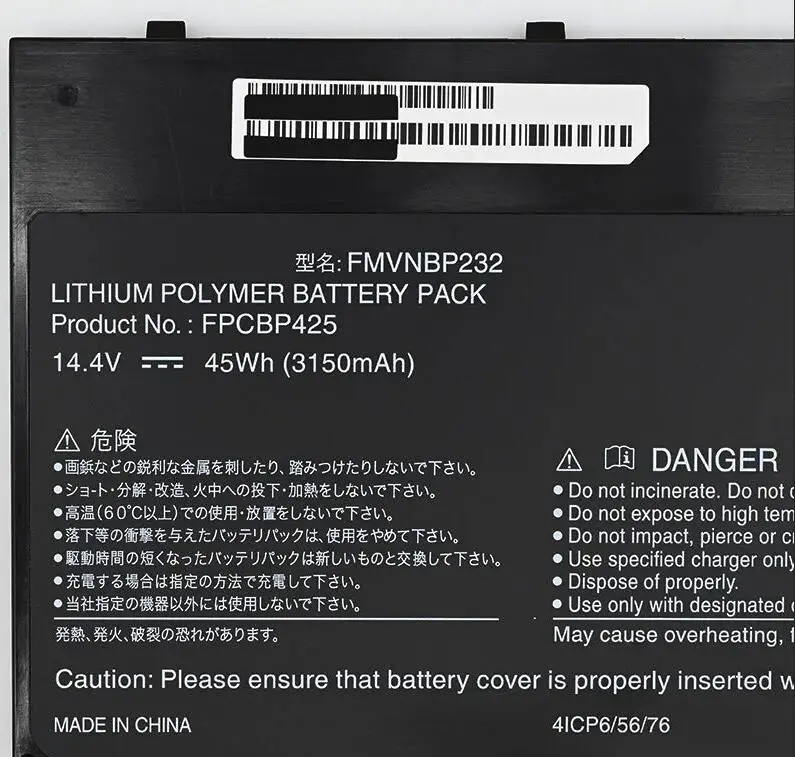 型名: FMVNBP232
LITHIUM POLYMER BATTERY PACK
Product No. : FPCBP425
14.4V ⎓ 45Wh (3150mAh)
⚠ 危険
●画鋲などの鋭利な金属を刺したり、踏みつけたりしないで下さい。
●ショート・分解・改造、火中への投下・加熱をしないで下さい。
●高温(60℃以上)での使用・放置をしないで下さい。
●落下等の衝撃を与えたバッテリパックは、使用をやめて下さい。
●駆動時間の短くなったバッテリパックは新しいものと交換して下さい。
●充電する場合は指定の方法で充電して下さい。
●当社指定の機器以外には使用しないで下さい。
発熱、発火、破裂の恐れがあります。
⚠ DANGER
●Do not incinerate. Do not
●Do not expose to high
●Do not impact, pierce or
●Use specified charger only
●Dispose of properly.
●Use only with designated
May cause overheating,
Caution: Please ensure that battery cover is properly inserted
MADE IN CHINA
4ICP6/56/76